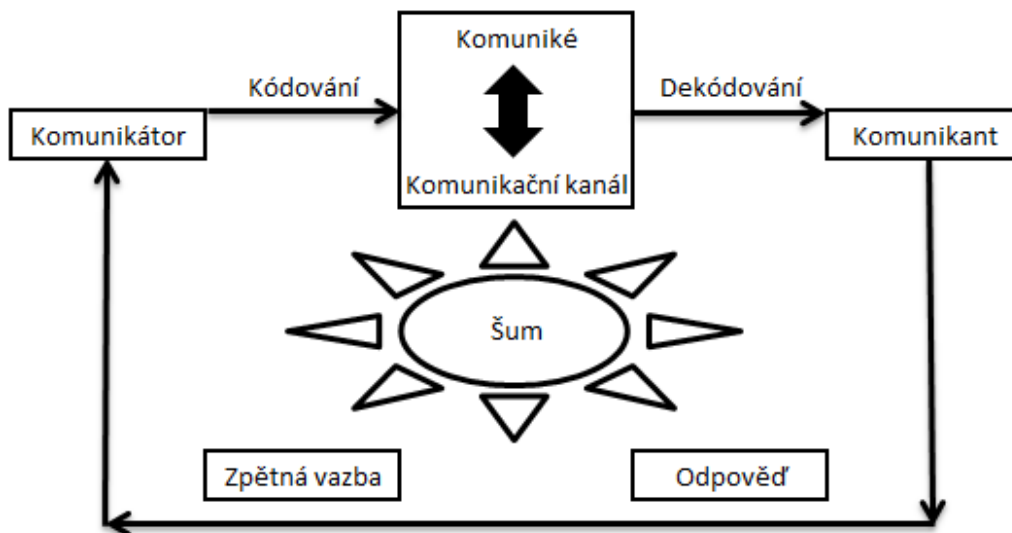 Komuniké
Kódování
Dekódování
Komunikátor
Komunikant
Komunikační kanál
Šum
Zpětná vazba
Odpověď